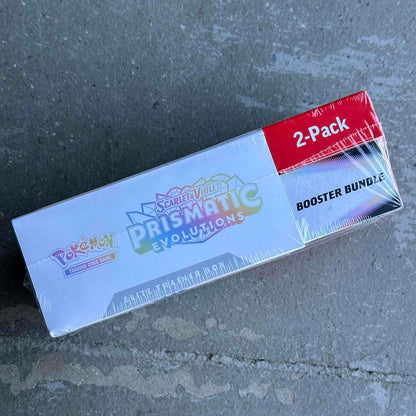 2-Pack
BOOSTER BUNDLE
SCARLET & VIOLET
PRISMATIC
EVOLUTIONS
POKÉMON
TRADING CARD GAME
ELITE TRAINER BOX